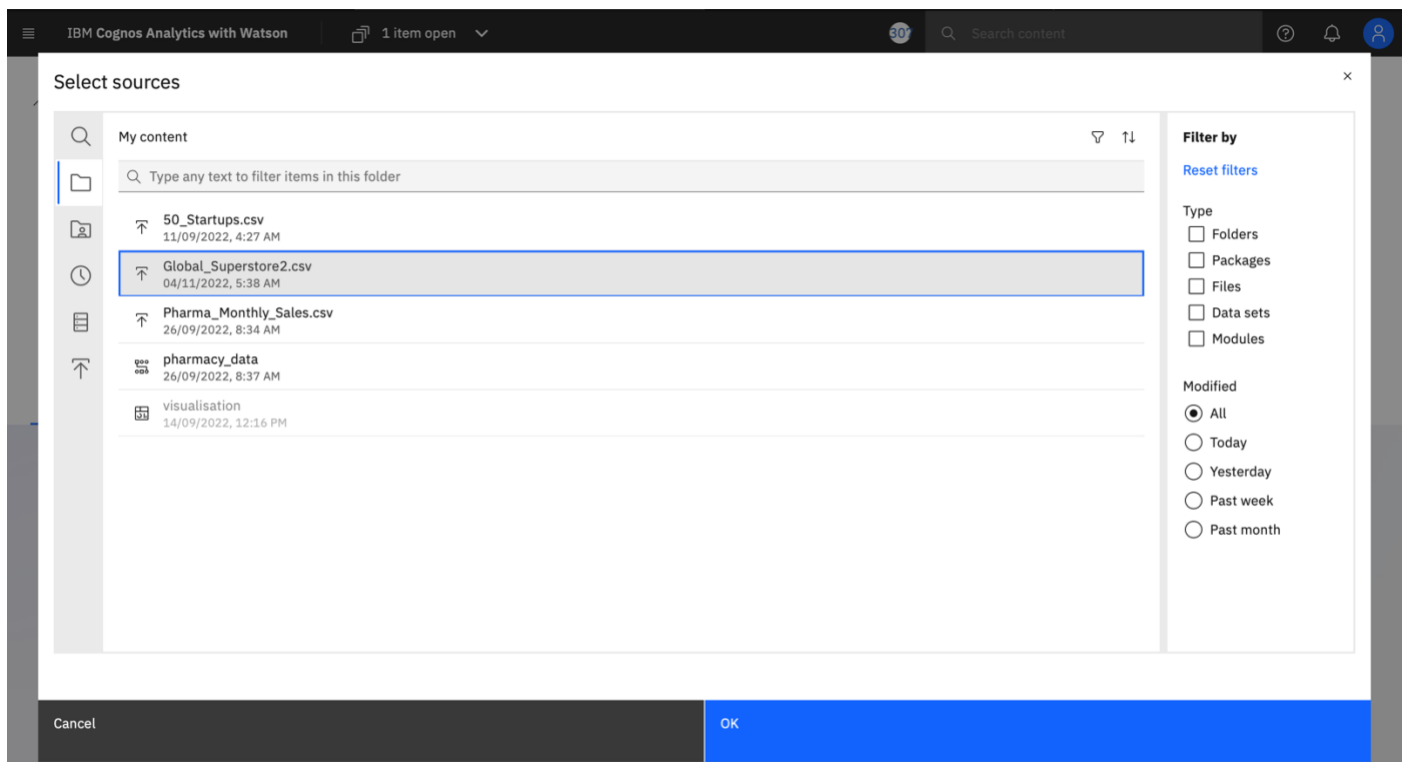 IBM Cognos Analytics with Watson
1 item open
30?
Search content
Select sources
My content
Type any text to filter items in this folder
50_Startups.csv
11/09/2022, 4:27 AM
Global_Superstore2.csv
04/11/2022, 5:38 AM
Pharma_Monthly_Sales.csv
26/09/2022, 8:34 AM
pharmacy_data
26/09/2022, 8:37 AM
visualisation
14/09/2022, 12:16 PM
Filter by
Reset filters
Type
Folders
Packages
Files
Data sets
Modules
Modified
All
Today
Yesterday
Past week
Past month
Cancel
OK